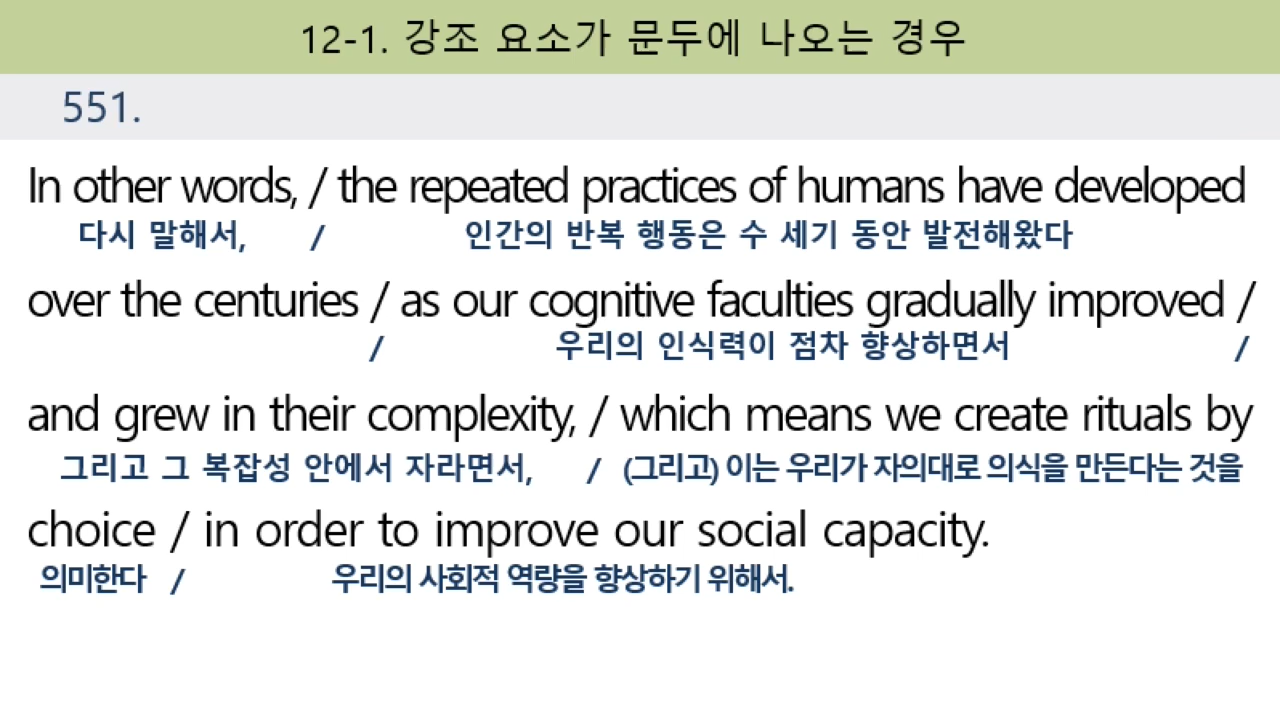 12-1. 강조 요소가 문두에 나오는 경우
551.
In other words, / the repeated practices of humans have developed
다시 말해서, / 인간의 반복 행동은 수 세기 동안 발전해왔다
over the centuries / as our cognitive faculties gradually improved /
/ 우리의 인식력이 점차 향상하면서 /
and grew in their complexity, / which means we create rituals by
그리고 그 복잡성 안에서 자라면서, / (그리고) 이는 우리가 자의대로 의식을 만든다는 것을
choice / in order to improve our social capacity.
의미한다 / 우리의 사회적 역량을 향상하기 위해서.